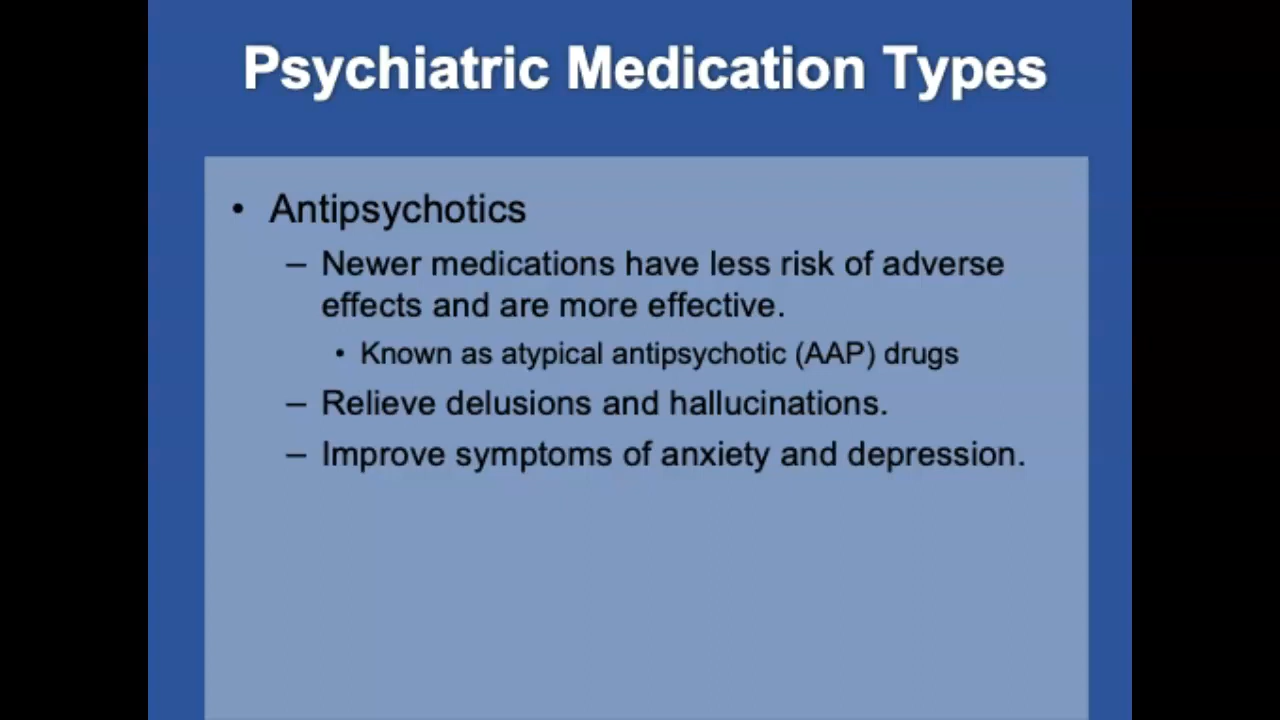 Psychiatric Medication Types
• Antipsychotics
– Newer medications have less risk of adverse
effects and are more effective.
• Known as atypical antipsychotic (AAP) drugs
– Relieve delusions and hallucinations.
– Improve symptoms of anxiety and depression.